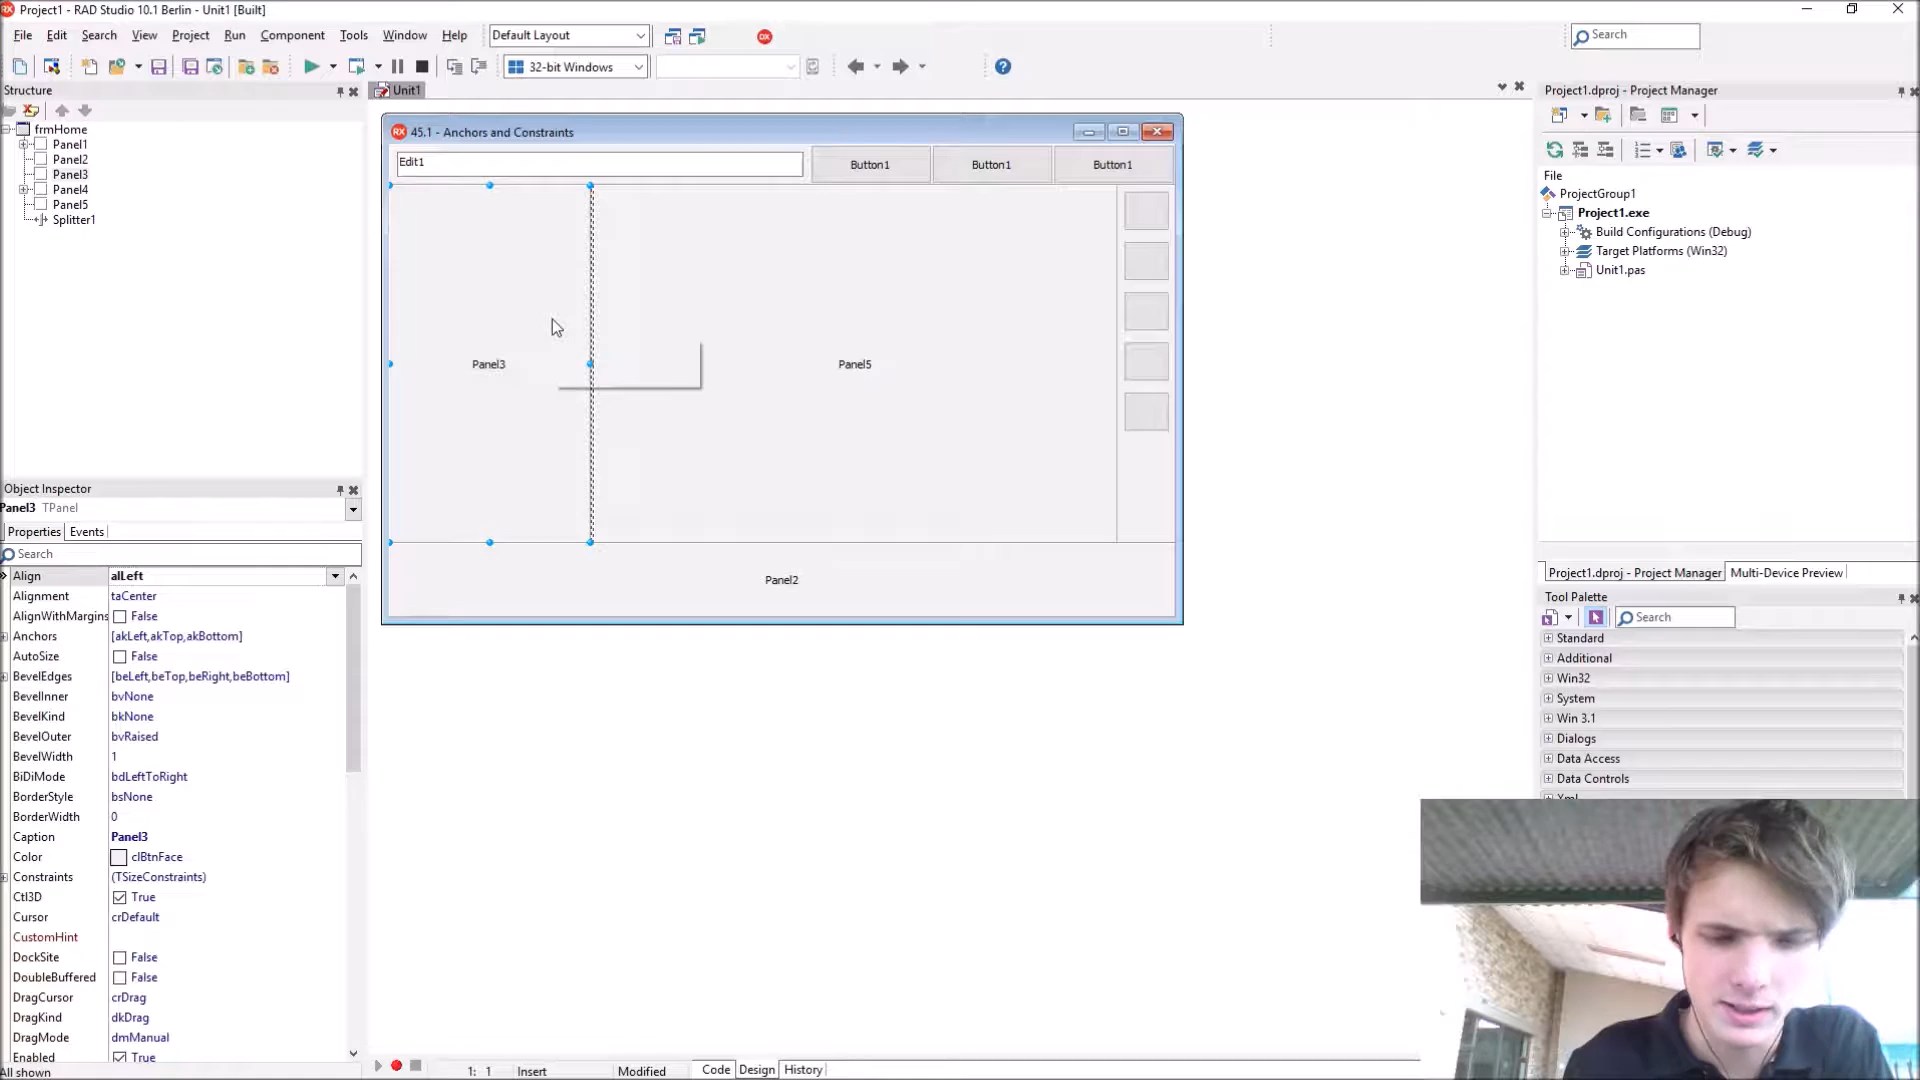 Project1 - RAD Studio 10.1 Berlin - Unit1 [Built]
File Edit Search View Project Run Component Tools Window Help Default Layout Search
32-bit Windows
Structure
Unit1
frmHome
Panel1
Panel2
Panel3
Panel4
Panel5
Splitter1
45.1 - Anchors and Constraints
Edit1
Button1
Button1
Button1
Panel3
Panel5
Panel2
Object Inspector
Panel3 TPanel
Properties Events
Search
Align alLeft
Alignment taCenter
AlignWithMargins False
Anchors [akLeft,akTop,akBottom]
AutoSize False
BevelEdges [beLeft,beTop,beRight,beBottom]
BevelInner bvNone
BevelKind bkNone
BevelOuter bvRaised
BevelWidth 1
BiDiMode bdLeftToRight
BorderStyle bsNone
BorderWidth 0
Caption Panel3
Color clBtnFace
Constraints (TSizeConstraints)
Ctl3D True
Cursor crDefault
CustomHint
DockSite False
DoubleBuffered False
DragCursor crDrag
DragKind dkDrag
DragMode dmManual
Enabled True
All shown
1: 1 Insert Modified Code Design History
Project1.dproj - Project Manager
File
ProjectGroup1
Project1.exe
Build Configurations (Debug)
Target Platforms (Win32)
Unit1.pas
Project1.dproj - Project Manager Multi-Device Preview
Tool Palette
Search
Standard
Additional
Win32
System
Win 3.1
Dialogs
Data Access
Data Controls